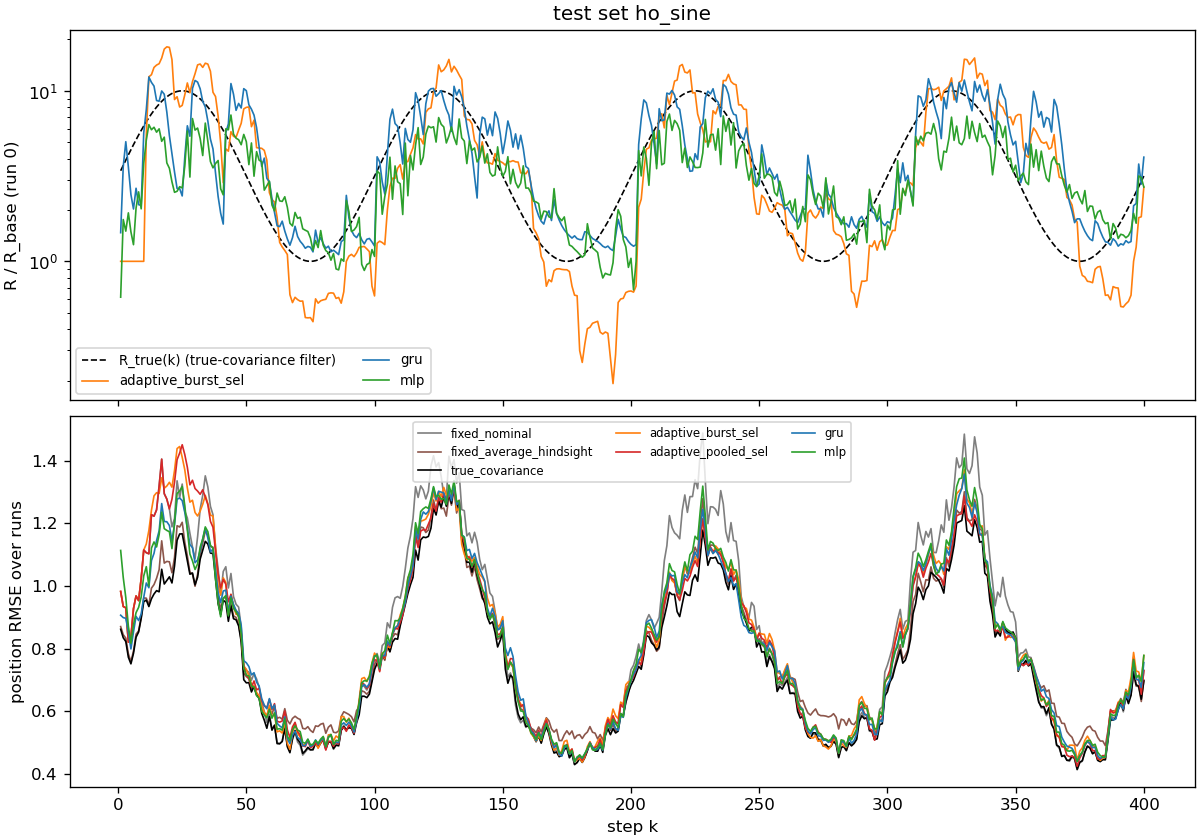 test set ho_sine
R / R_base (run 0)
10¹
10⁰
R_true(k) (true-covariance filter)
adaptive_burst_sel
gru
mlp
position RMSE over runs
1.4
1.2
1.0
0.8
0.6
0.4
fixed_nominal
fixed_average_hindsight
true_covariance
adaptive_burst_sel
adaptive_pooled_sel
gru
mlp
0 50 100 150 200 250 300 350 400
step k